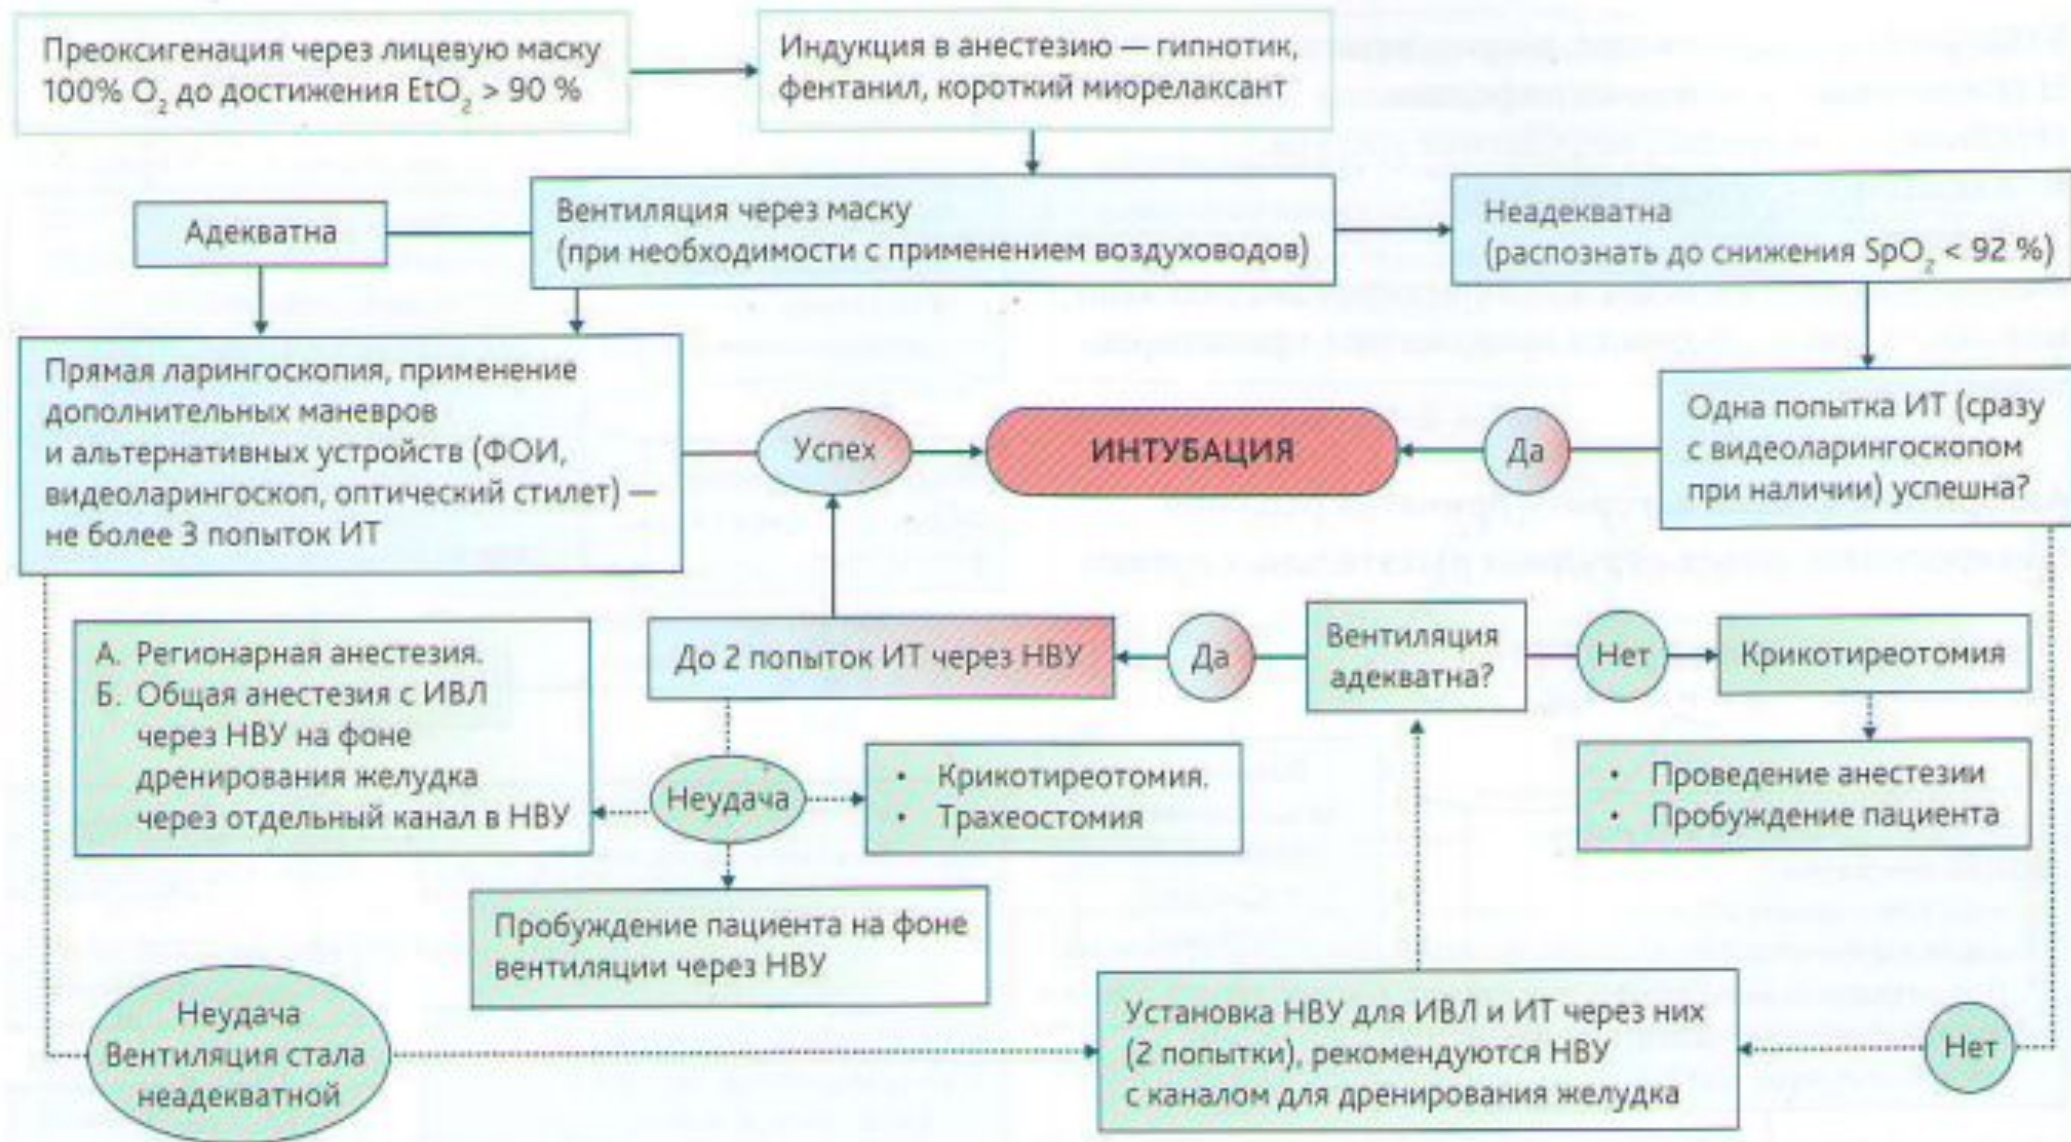 Преоксигенация через лицевую маску
100% O₂ до достижения EtO₂ > 90 %
Индукция в анестезию — гипнотик,
фентанил, короткий миорелаксант
Адекватна
Вентиляция через маску
(при необходимости с применением воздуховодов)
Неадекватна
(распознать до снижения SpO₂ < 92 %)
Прямая ларингоскопия, применение
дополнительных маневров
и альтернативных устройств (ФОИ,
видеоларингоскоп, оптический стилет) —
не более 3 попыток ИТ
Успех
ИНТУБАЦИЯ
Да
Одна попытка ИТ (сразу
с видеоларингоскопом
при наличии) успешна?
А. Регионарная анестезия.
Б. Общая анестезия с ИВЛ
через НВУ на фоне
дренирования желудка
через отдельный канал в НВУ
До 2 попыток ИТ через НВУ
Да
Вентиляция
адекватна?
Нет
Крикотиреотомия
Неудача
• Крикотиреотомия.
• Трахеостомия
• Проведение анестезии
• Пробуждение пациента
Пробуждение пациента на фоне
вентиляции через НВУ
Неудача
Вентиляция стала
неадекватной
Установка НВУ для ИВЛ и ИТ через них
(2 попытки), рекомендуются НВУ
с каналом для дренирования желудка
Нет